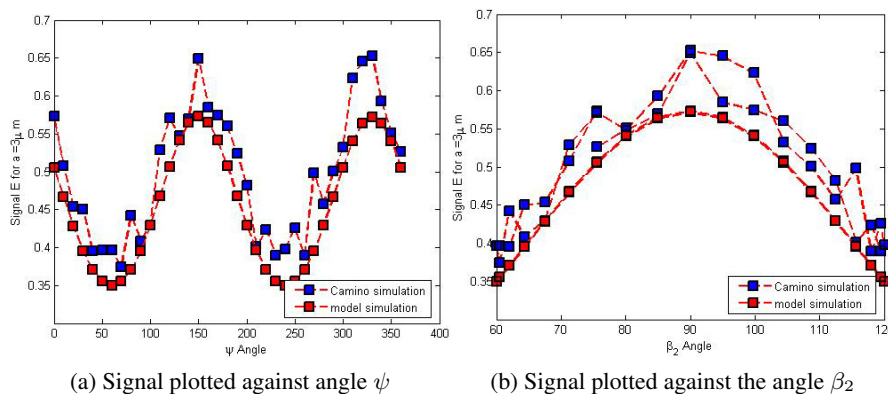 0.7
0.65
0.6
0.55
0.5
0.45
0.4
0.35
Signal E for a =3μ m
0 50 100 150 200 250 300 350 400
ψ Angle
Camino simulation
model simulation
(a) Signal plotted against angle ψ
0.7
0.65
0.6
0.55
0.5
0.45
0.4
0.35
Signal E for a =3μ m
60 70 80 90 100 110 120
β₂ Angle
Camino simulation
model simulation
(b) Signal plotted against the angle β₂